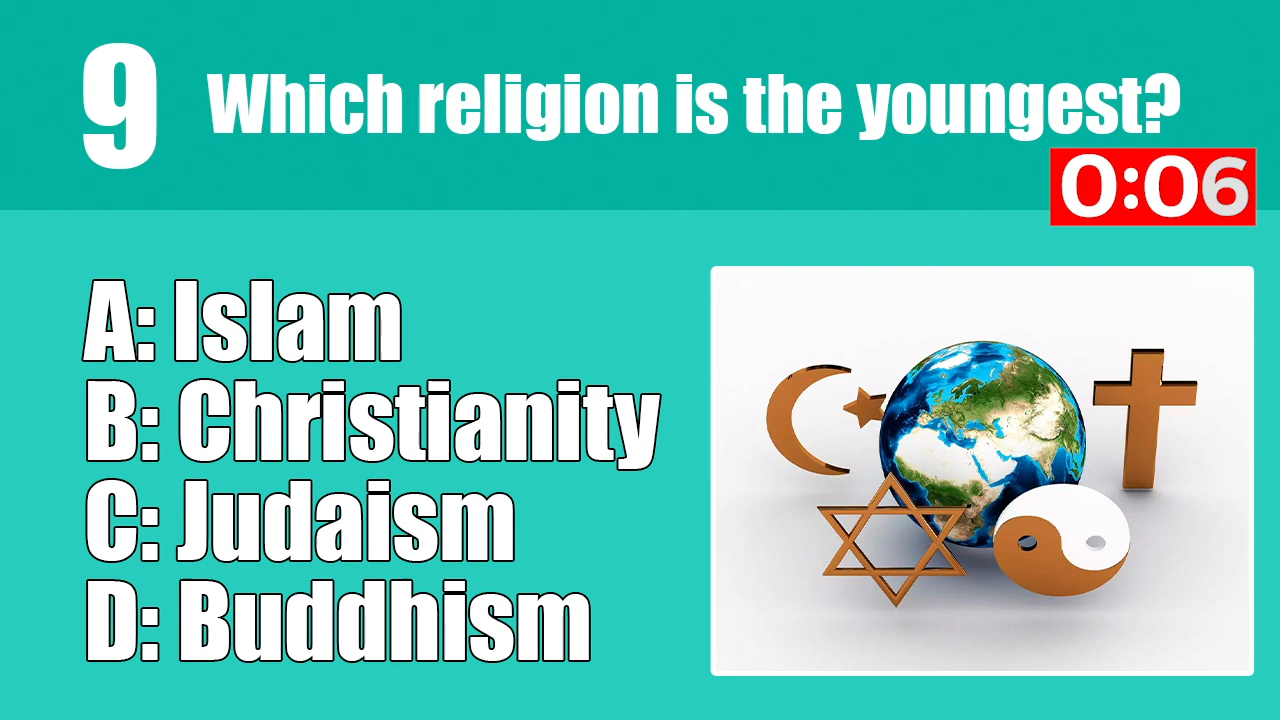 9 Which religion is the youngest?
0:06
A: Islam
B: Christianity
C: Judaism
D: Buddhism